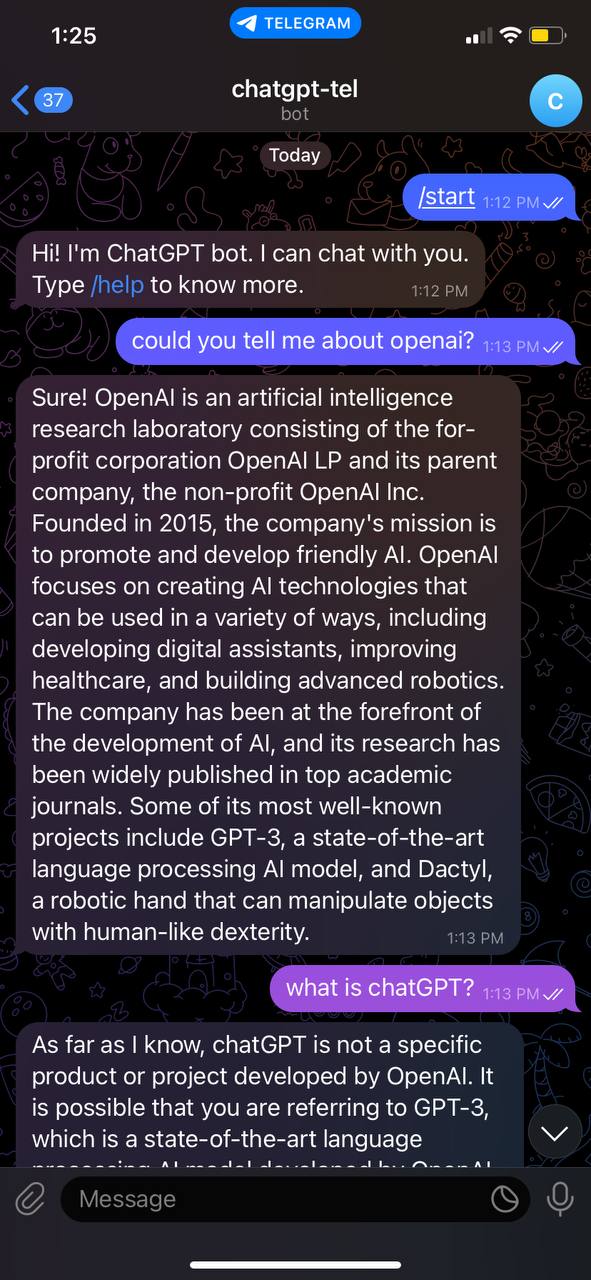 1:25
TELEGRAM
37
chatgpt-tel
bot
C
Today
/start 1:12 PM
Hi! I'm ChatGPT bot. I can chat with you.
Type /help to know more.
1:12 PM
could you tell me about openai? 1:13 PM
Sure! OpenAI is an artificial intelligence
research laboratory consisting of the for-
profit corporation OpenAI LP and its parent
company, the non-profit OpenAI Inc.
Founded in 2015, the company's mission is
to promote and develop friendly AI. OpenAI
focuses on creating AI technologies that
can be used in a variety of ways, including
developing digital assistants, improving
healthcare, and building advanced robotics.
The company has been at the forefront of
the development of AI, and its research has
been widely published in top academic
journals. Some of its most well-known
projects include GPT-3, a state-of-the-art
language processing AI model, and Dactyl,
a robotic hand that can manipulate objects
with human-like dexterity.
1:13 PM
what is chatGPT? 1:13 PM
As far as I know, chatGPT is not a specific
product or project developed by OpenAI. It
is possible that you are referring to GPT-3,
which is a state-of-the-art language
processing AI model developed by OpenAI
Message